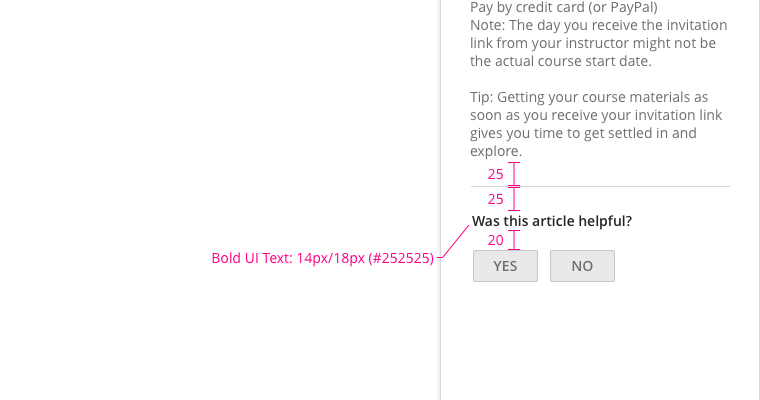 Pay by credit card (or PayPal)
Note: The day you receive the invitation
link from your instructor might not be
the actual course start date.
Tip: Getting your course materials as
soon as you receive your invitation link
gives you time to get settled in and
explore.
25
25
Was this article helpful?
20
Bold UI Text: 14px/18px (#252525)
YES NO